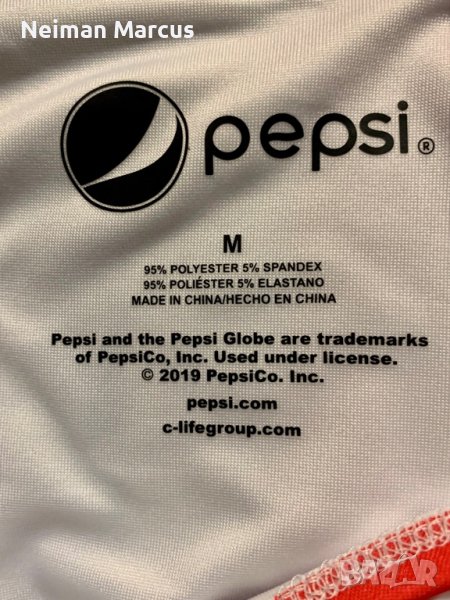 Neiman Marcus
pepsi®
M
95% POLYESTER 5% SPANDEX
95% POLIÉSTER 5% ELASTANO
MADE IN CHINA/HECHO EN CHINA
Pepsi and the Pepsi Globe are trademarks
of PepsiCo, Inc. Used under license.
© 2019 PepsiCo. Inc.
pepsi.com
c-lifegroup.com
BAZAR